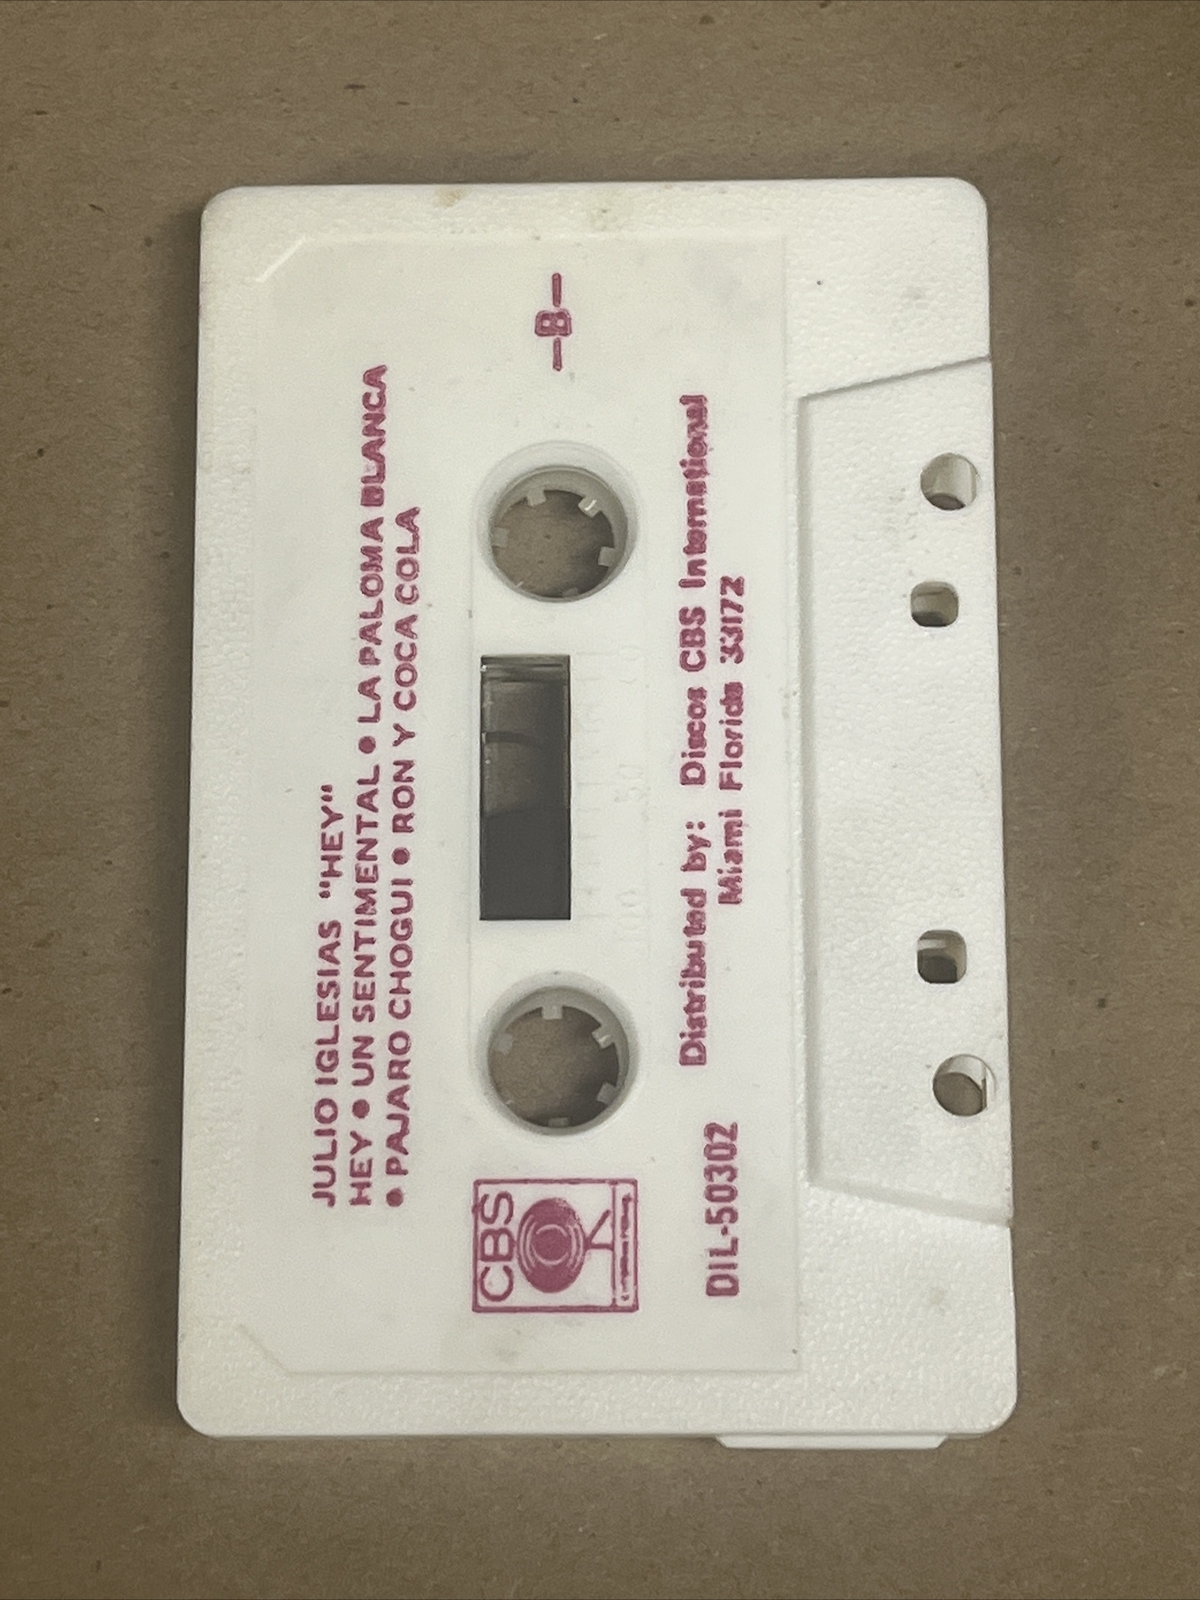 —B—
JULIO IGLESIAS "HEY"
HEY • UN SENTIMENTAL • LA PALOMA BLANCA
• PAJARO CHOGUI • RON Y COCA COLA
CBS
DIL-50302
Distributed by: Discos CBS International
Miami Florida 33172